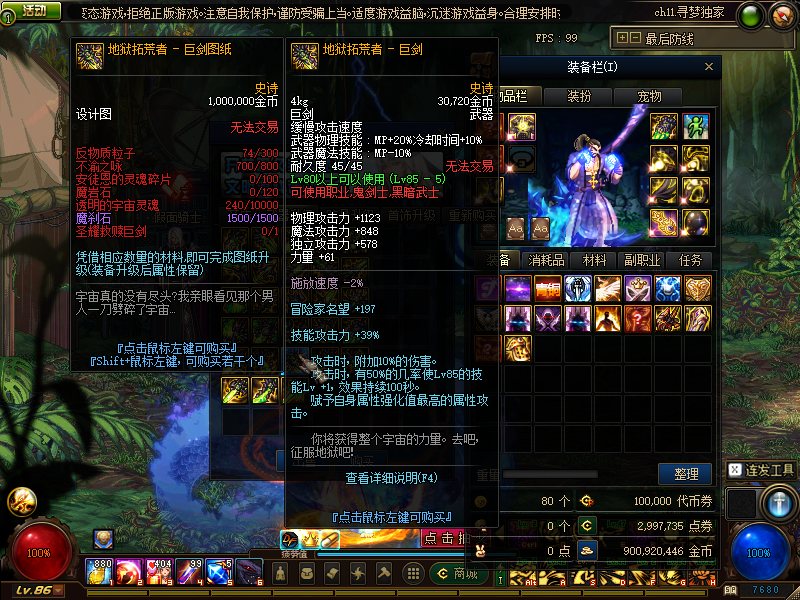 活动
游戏,拒绝正版游戏。注意自我保护,谨防受骗上当。适度游戏益脑,沉迷游戏益身。合理安排时
ch11.寻梦独家
FPS : 99
最后防线
地狱拓荒者 - 巨剑图纸
史诗
1,000,000金币
设计图
无法交易
反物质粒子 74/300
不渝之咏 700/800
安徒恩的灵魂碎片 0/100
魔岩石 0/120
透明的宇宙灵魂 240/10000
魔刹石 1500/1500
圣耀救赎巨剑 0/1
凭借相应数量的材料,即可完成图纸升
级(装备升级后属性保留)
宇宙真的没有尽头?我亲眼看见那个男
人一刀劈碎了宇宙...
『点击鼠标左键可购买』
『Shift+鼠标左键, 可购买若干个』
地狱拓荒者 - 巨剑
史诗
4kg 30,720金币
巨剑 武器
缓慢攻击速度
武器物理技能 : MP+20%冷却时间+10%
武器魔法技能 : MP-10%
耐久度 45/45 无法交易
Lv80以上可以使用 (Lv85 - 5)
可使用职业,鬼剑士,黑暗武士
物理攻击力 +1123
魔法攻击力 +848
独立攻击力 +578
力量 +61
施放速度 -2%
冒险家名望 +197
技能攻击力 +39%
攻击时, 附加10%的伤害。
攻击时, 有50%的几率使Lv85的技
能Lv +1, 效果持续100秒。
赋予自身属性强化值最高的属性攻
击。
你将获得整个宇宙的力量。去吧,
征服地狱吧!
查看详细说明(F4)
『点击鼠标左键可购买』
装备栏(I)
品栏 装扮 宠物
备 消耗品 材料 副职业 任务
整理
80 个 100,000 代币券
0 个 2,997,735 点券
0 点 900,920,446 金币
连发工具
点 击 抽
疲劳值
100%
Lv.86
880
404
99
商城
100%
7680